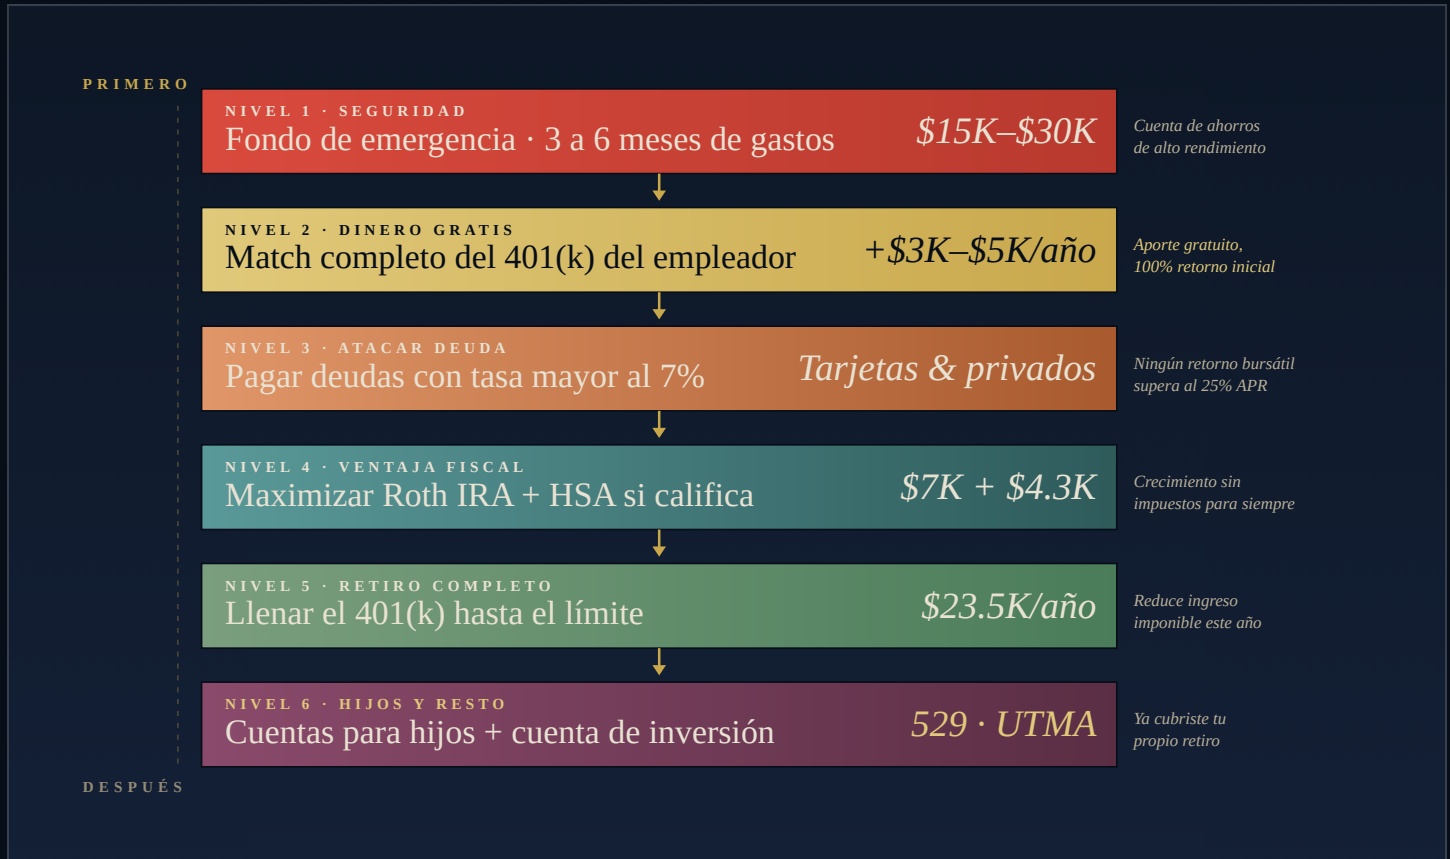 PRIMERO
NIVEL 1 · SEGURIDAD
Fondo de emergencia · 3 a 6 meses de gastos
$15K–$30K
Cuenta de ahorros
de alto rendimiento
NIVEL 2 · DINERO GRATIS
Match completo del 401(k) del empleador
+$3K–$5K/año
Aporte gratuito,
100% retorno inicial
NIVEL 3 · ATACAR DEUDA
Pagar deudas con tasa mayor al 7%
Tarjetas & privados
Ningún retorno bursátil
supera al 25% APR
NIVEL 4 · VENTAJA FISCAL
Maximizar Roth IRA + HSA si califica
$7K + $4.3K
Crecimiento sin
impuestos para siempre
NIVEL 5 · RETIRO COMPLETO
Llenar el 401(k) hasta el límite
$23.5K/año
Reduce ingreso
imponible este año
NIVEL 6 · HIJOS Y RESTO
Cuentas para hijos + cuenta de inversión
529 · UTMA
Ya cubriste tu
propio retiro
DESPUÉS